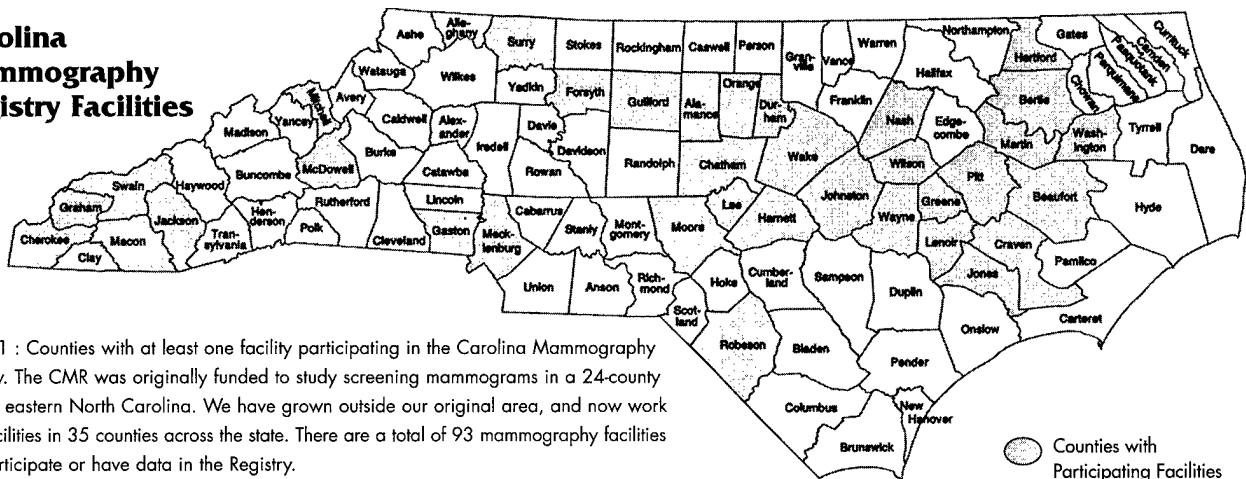 olina
mmography
istry Facilities
Ashe
Alle-
ghany
Surry
Stokes
Rockingham
Caswell
Person
Gran-
ville
Vance
Warren
Northampton
Gates
Currituck
Camden
Pasquotank
Perquimans
Chowan
Hertford
Halifax
Bertie
Watauga
Wilkes
Yadkin
Forsyth
Guilford
Ala-
mance
Orange
Dur-
ham
Franklin
Nash
Edge-
combe
Martin
Wash-
ington
Tyrrell
Dare
Mitchell
Avery
Yancey
Madison
Caldwell
Alex-
ander
Iredell
Davie
Davidson
Randolph
Chatham
Wake
Wilson
Pitt
Beaufort
Hyde
McDowell
Burke
Catawba
Rowan
Johnston
Greene
Wayne
Swain
Haywood
Buncombe
Rutherford
Lincoln
Cabarrus
Stanly
Mont-
gomery
Moore
Lee
Harnett
Lenoir
Craven
Pamlico
Graham
Jackson
Hen-
derson
Polk
Cleveland
Gaston
Meck-
lenburg
Tran-
sylvania
Cherokee
Macon
Clay
Union
Anson
Rich-
mond
Hoke
Cumber-
land
Sampson
Duplin
Jones
Scot-
land
Onslow
Carteret
Robeson
Bladen
Pender
Columbus
New
Hanover
Brunswick
1 : Counties with at least one facility participating in the Carolina Mammography
y. The CMR was originally funded to study screening mammograms in a 24-county
eastern North Carolina. We have grown outside our original area, and now work
cilities in 35 counties across the state. There are a total of 93 mammography facilities
rticipate or have data in the Registry.
Counties with
Participating Facilities